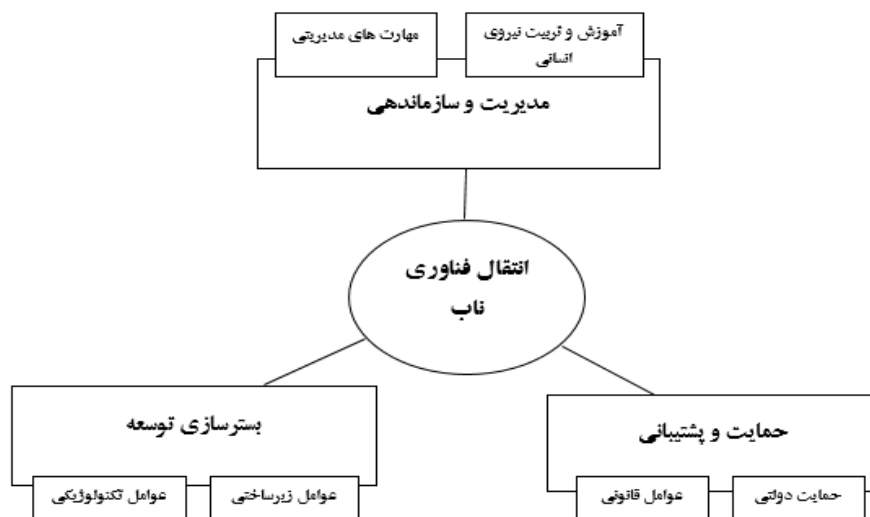 آموزش و تربیت نیروی
انسانی
مهارت های مدیریتی
مدیریت و سازماندهی
انتقال فناوری
ناب
حمایت و پشتیبانی
حمایت دولتی
عوامل قانونی
بسترسازی توسعه
عوامل زیرساختی
عوامل تکنولوژیکی